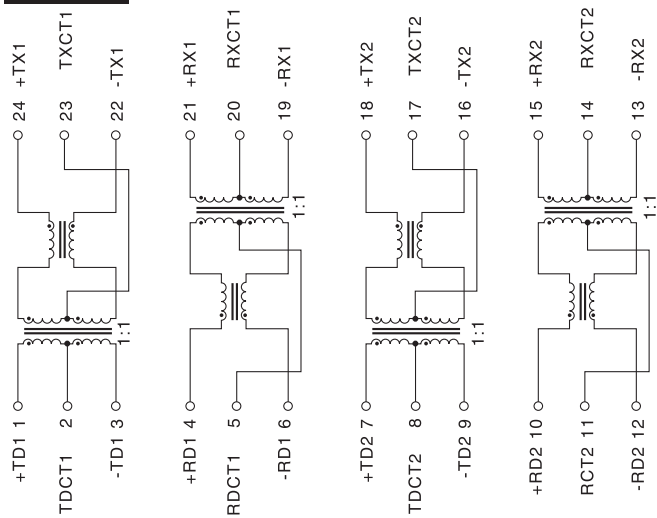 +TX1
TXCT1
-TX1
+RX1
RXCT1
-RX1
+TX2
TXCT2
-TX2
+RX2
RXCT2
-RX2
24
23
22
21
20
19
18
17
16
15
14
13
1:1
1:1
1:1
1:1
+TD1 1
TDCT1 2
-TD1 3
+RD1 4
RDCT1 5
-RD1 6
+TD2 7
TDCT2 8
-TD2 9
+RD2 10
RCT2 11
-RD2 12